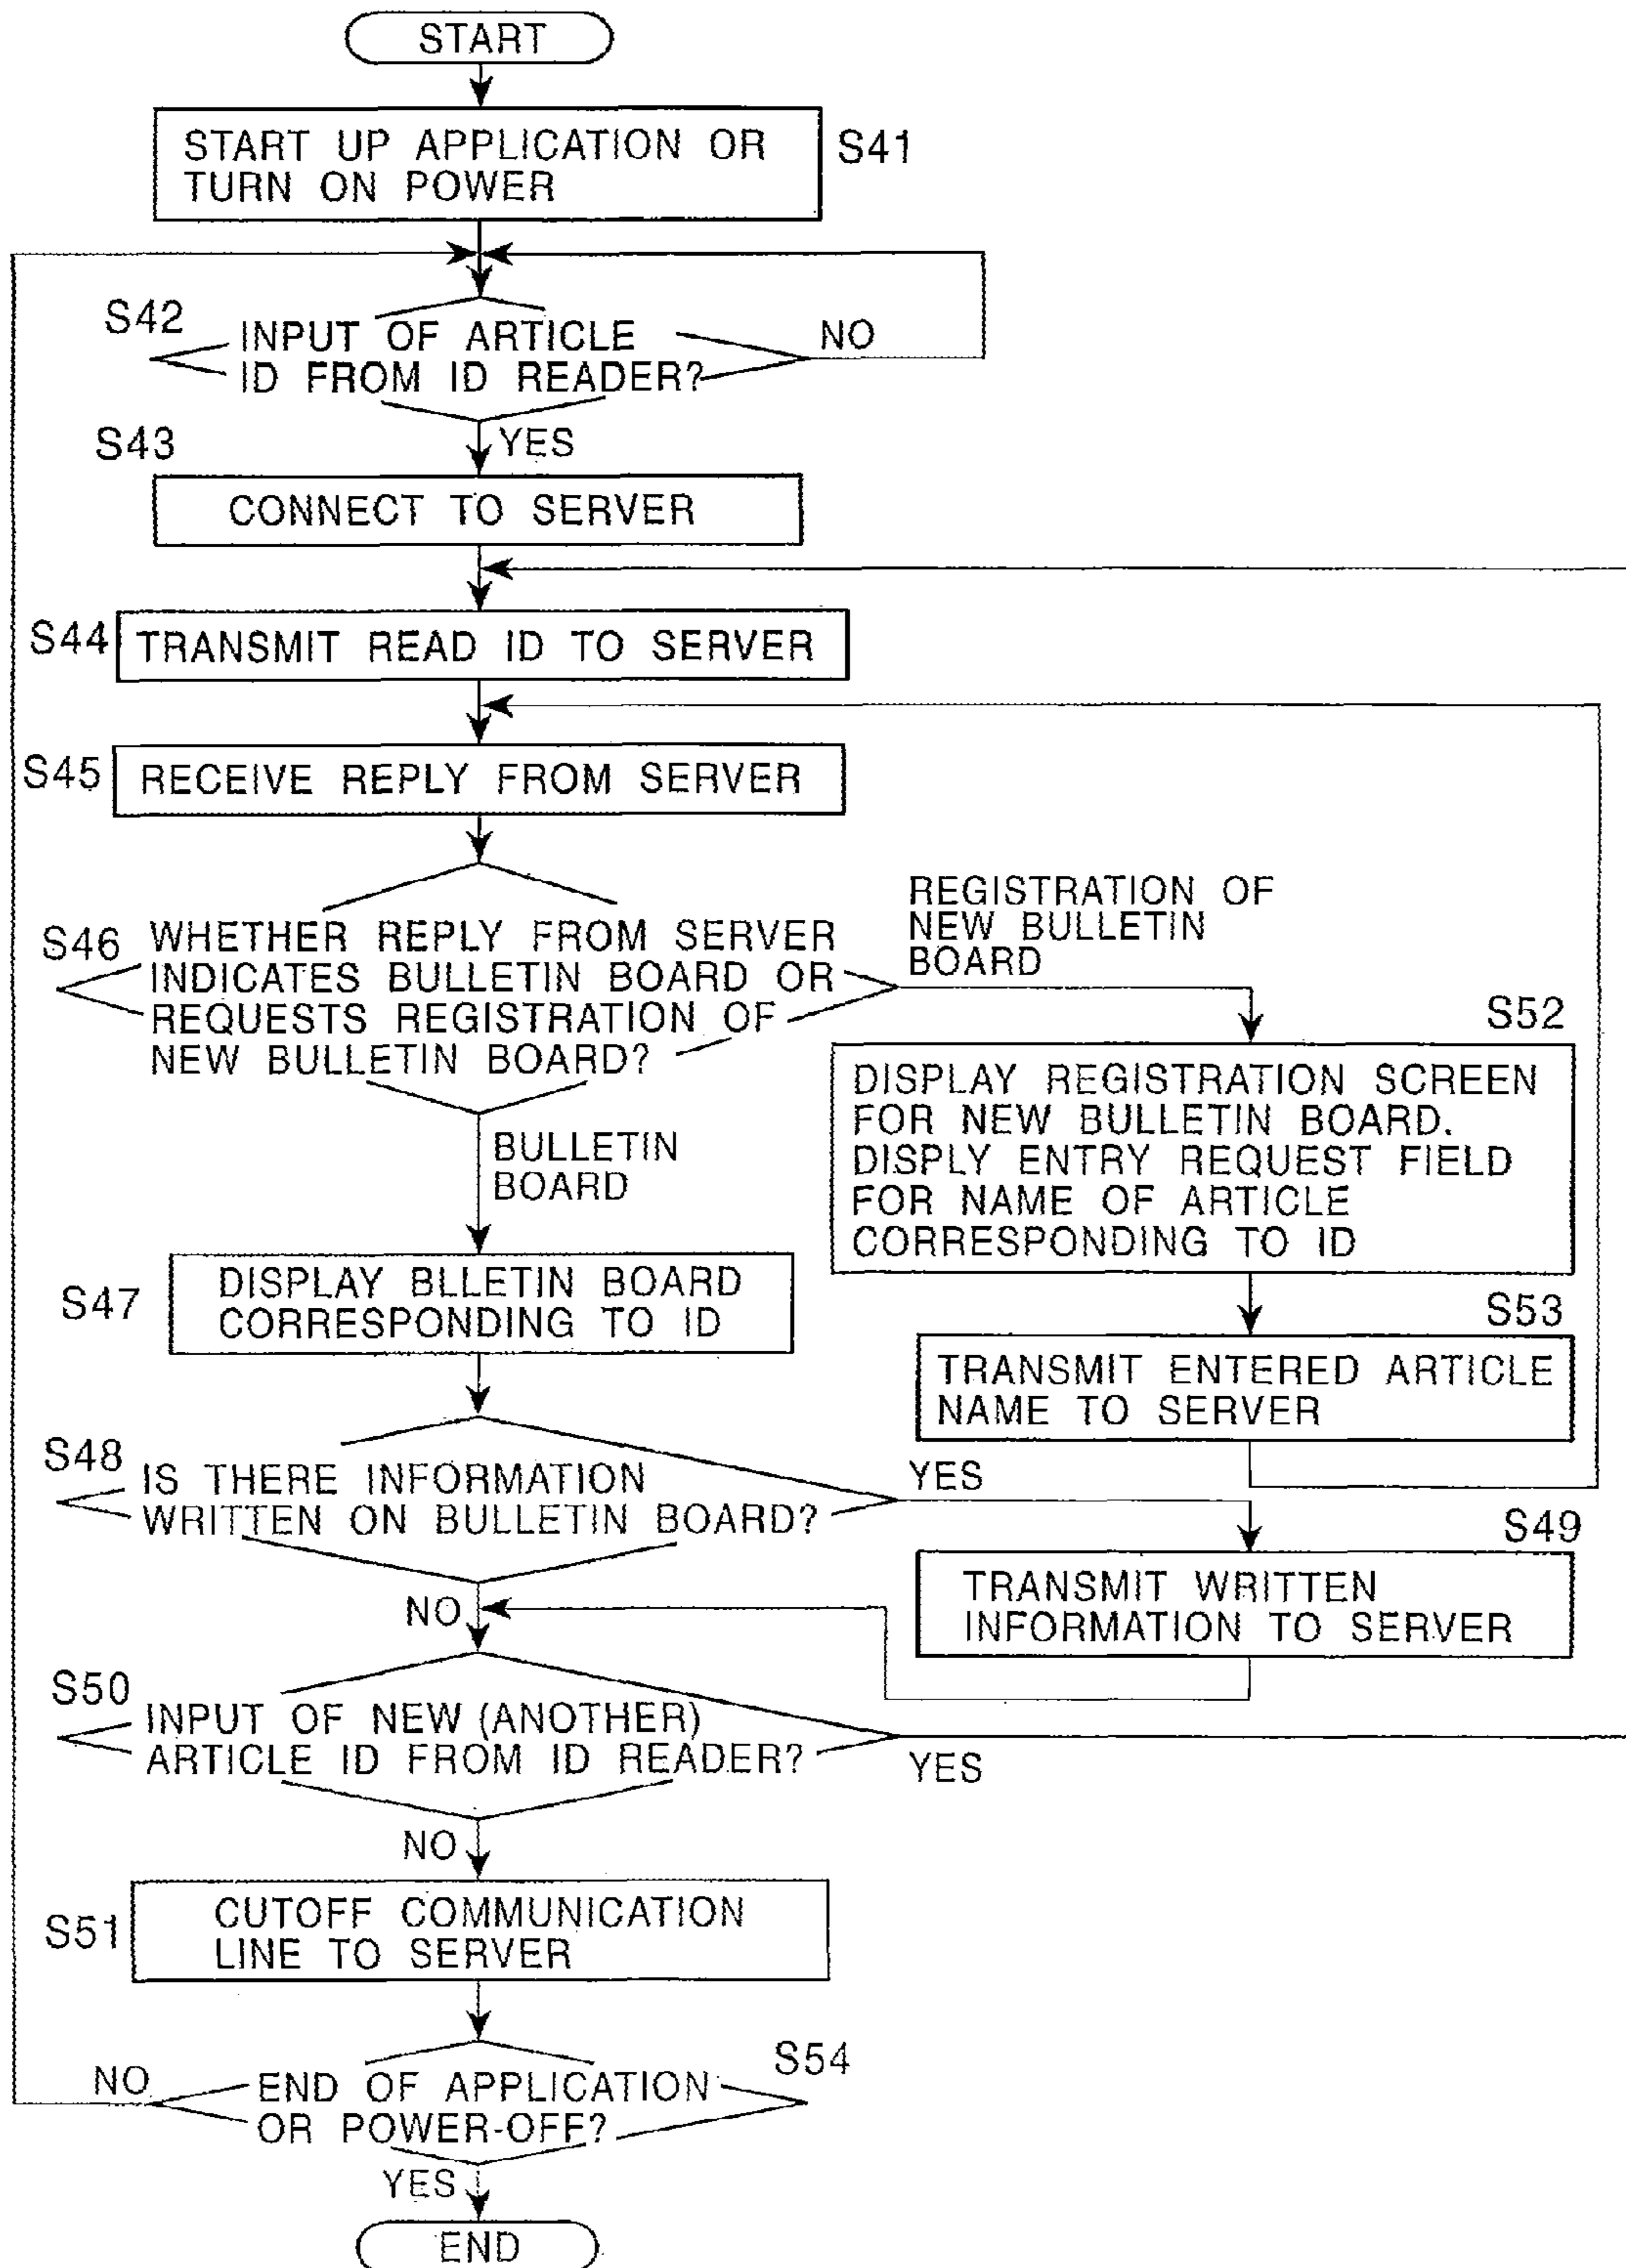 START
START UP APPLICATION OR
TURN ON POWER
S41
S42
INPUT OF ARTICLE
ID FROM ID READER?
NO
YES
S43
CONNECT TO SERVER
S44
TRANSMIT READ ID TO SERVER
S45
RECEIVE REPLY FROM SERVER
S46
WHETHER REPLY FROM SERVER
INDICATES BULLETIN BOARD OR
REQUESTS REGISTRATION OF
NEW BULLETIN BOARD?
REGISTRATION OF
NEW BULLETIN
BOARD
S52
DISPLAY REGISTRATION SCREEN
FOR NEW BULLETIN BOARD.
DISPLY ENTRY REQUEST FIELD
FOR NAME OF ARTICLE
CORRESPONDING TO ID
BULLETIN
BOARD
S47
DISPLAY BLLETIN BOARD
CORRESPONDING TO ID
S53
TRANSMIT ENTERED ARTICLE
NAME TO SERVER
S48
IS THERE INFORMATION
WRITTEN ON BULLETIN BOARD?
YES
S49
TRANSMIT WRITTEN
INFORMATION TO SERVER
NO
S50
INPUT OF NEW (ANOTHER)
ARTICLE ID FROM ID READER?
YES
NO
S51
CUTOFF COMMUNICATION
LINE TO SERVER
S54
NO
END OF APPLICATION
OR POWER-OFF?
YES
END